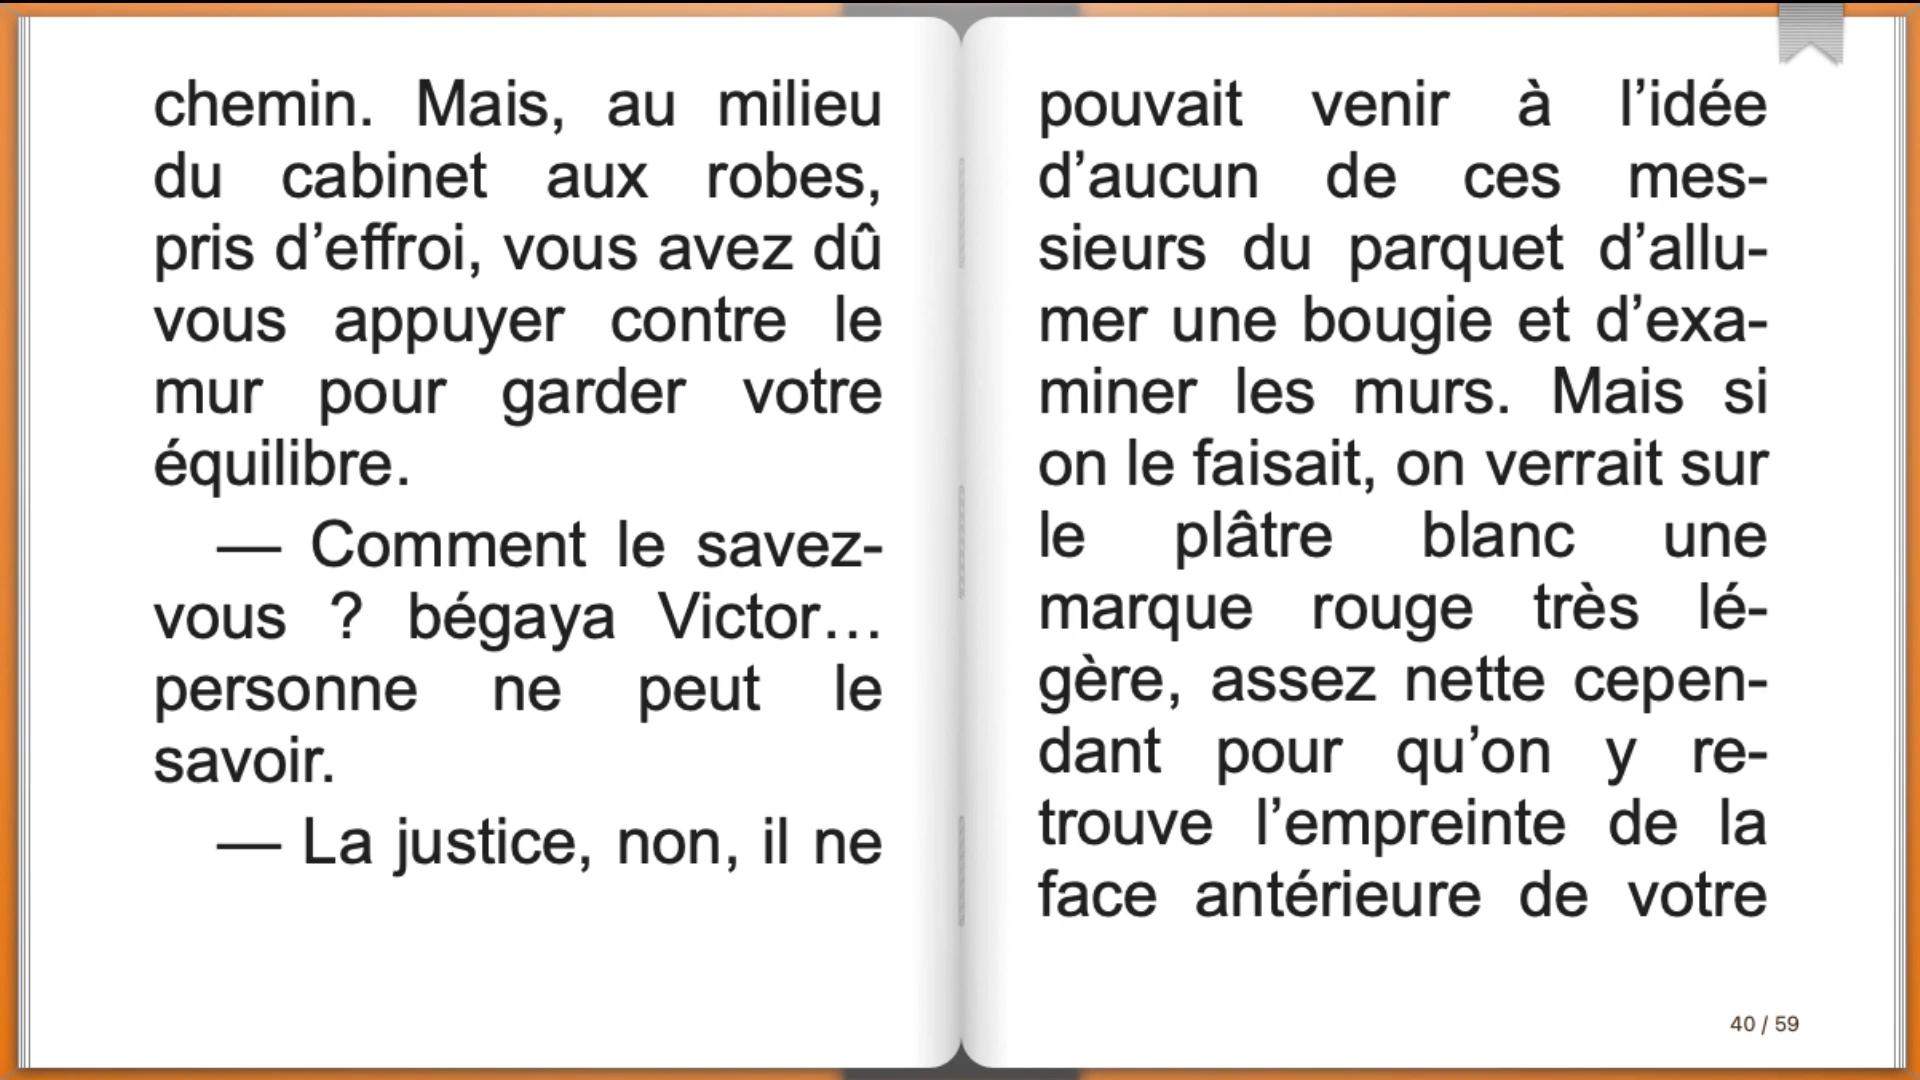 chemin. Mais, au milieu
du cabinet aux robes,
pris d’effroi, vous avez dû
vous appuyer contre le
mur pour garder votre
équilibre.
— Comment le savez-
vous ? bégaya Victor…
personne ne peut le
savoir.
— La justice, non, il ne
pouvait venir à l’idée
d’aucun de ces mes-
sieurs du parquet d’allu-
mer une bougie et d’exa-
miner les murs. Mais si
on le faisait, on verrait sur
le plâtre blanc une
marque rouge très lé-
gère, assez nette cepen-
dant pour qu’on y re-
trouve l’empreinte de la
face antérieure de votre
40 / 59